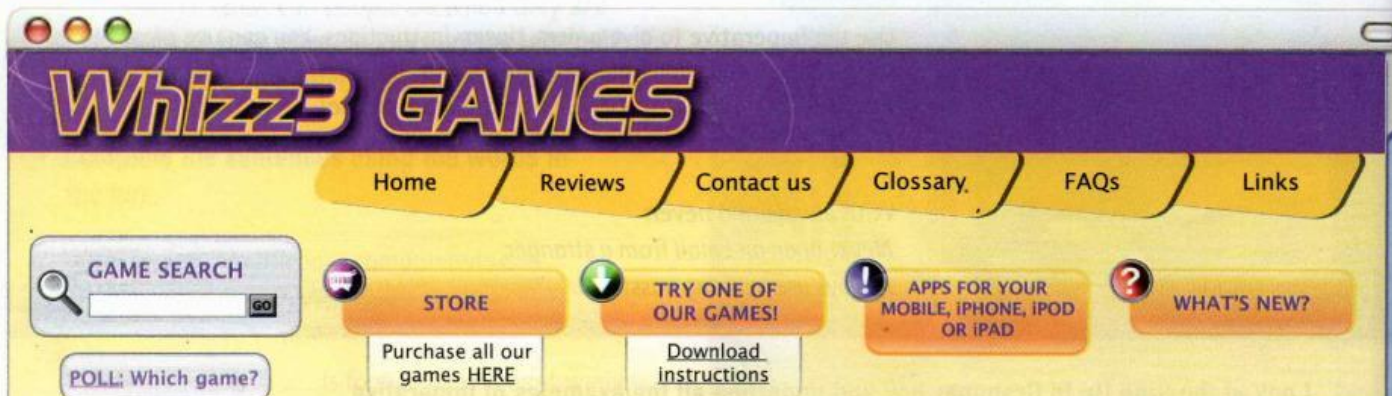 Whizz3 GAMES
Home Reviews Contact us Glossary FAQs Links
GAME SEARCH
GO
POLL: Which game?
STORE
Purchase all our
games HERE
TRY ONE OF
OUR GAMES!
Download
instructions
APPS FOR YOUR
MOBILE, iPHONE, iPOD
OR iPAD
WHAT'S NEW?